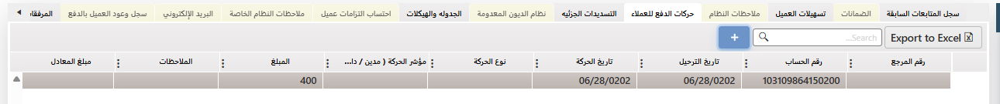 سجل المتابعات السابقة الضمانات تسهيلات العميل ملاحظات النظام حركات الدفع للعملاء التسديدات الجزئيه نظام الديون المعدومة الجدوله والهيكلات احتساب التزامات عميل ملاحظات النظام الخاصة البريد الإلكتروني سجل وعود العميل بالدفع المرفقات
Export to Excel Search... +
رقم المرجع رقم الحساب تاريخ الترحيل تاريخ الحركة نوع الحركة مؤشر الحركة ( مدين / دا... المبلغ الملاحظات مبلغ المعادل
103109864150200 06/28/0202 06/28/0202 400